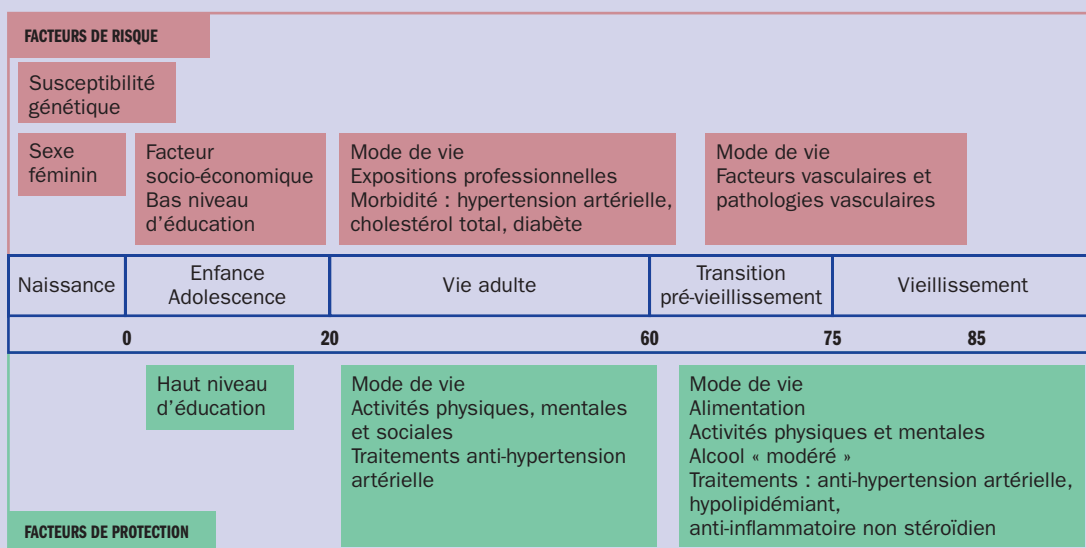 FACTEURS DE RISQUE
Susceptibilité
génétique
Sexe
féminin
Facteur
socio-économique
Bas niveau
d’éducation
Mode de vie
Expositions professionnelles
Morbidité : hypertension artérielle,
cholestérol total, diabète
Mode de vie
Facteurs vasculaires et
pathologies vasculaires
Naissance
Enfance
Adolescence
Vie adulte
Transition
pré-vieillissement
Vieillissement
0 20 60 75 85
Haut niveau
d’éducation
Mode de vie
Activités physiques, mentales
et sociales
Traitements anti-hypertension
artérielle
Mode de vie
Alimentation
Activités physiques et mentales
Alcool « modéré »
Traitements : anti-hypertension artérielle,
hypolipidémiant,
anti-inflammatoire non stéroïdien
FACTEURS DE PROTECTION